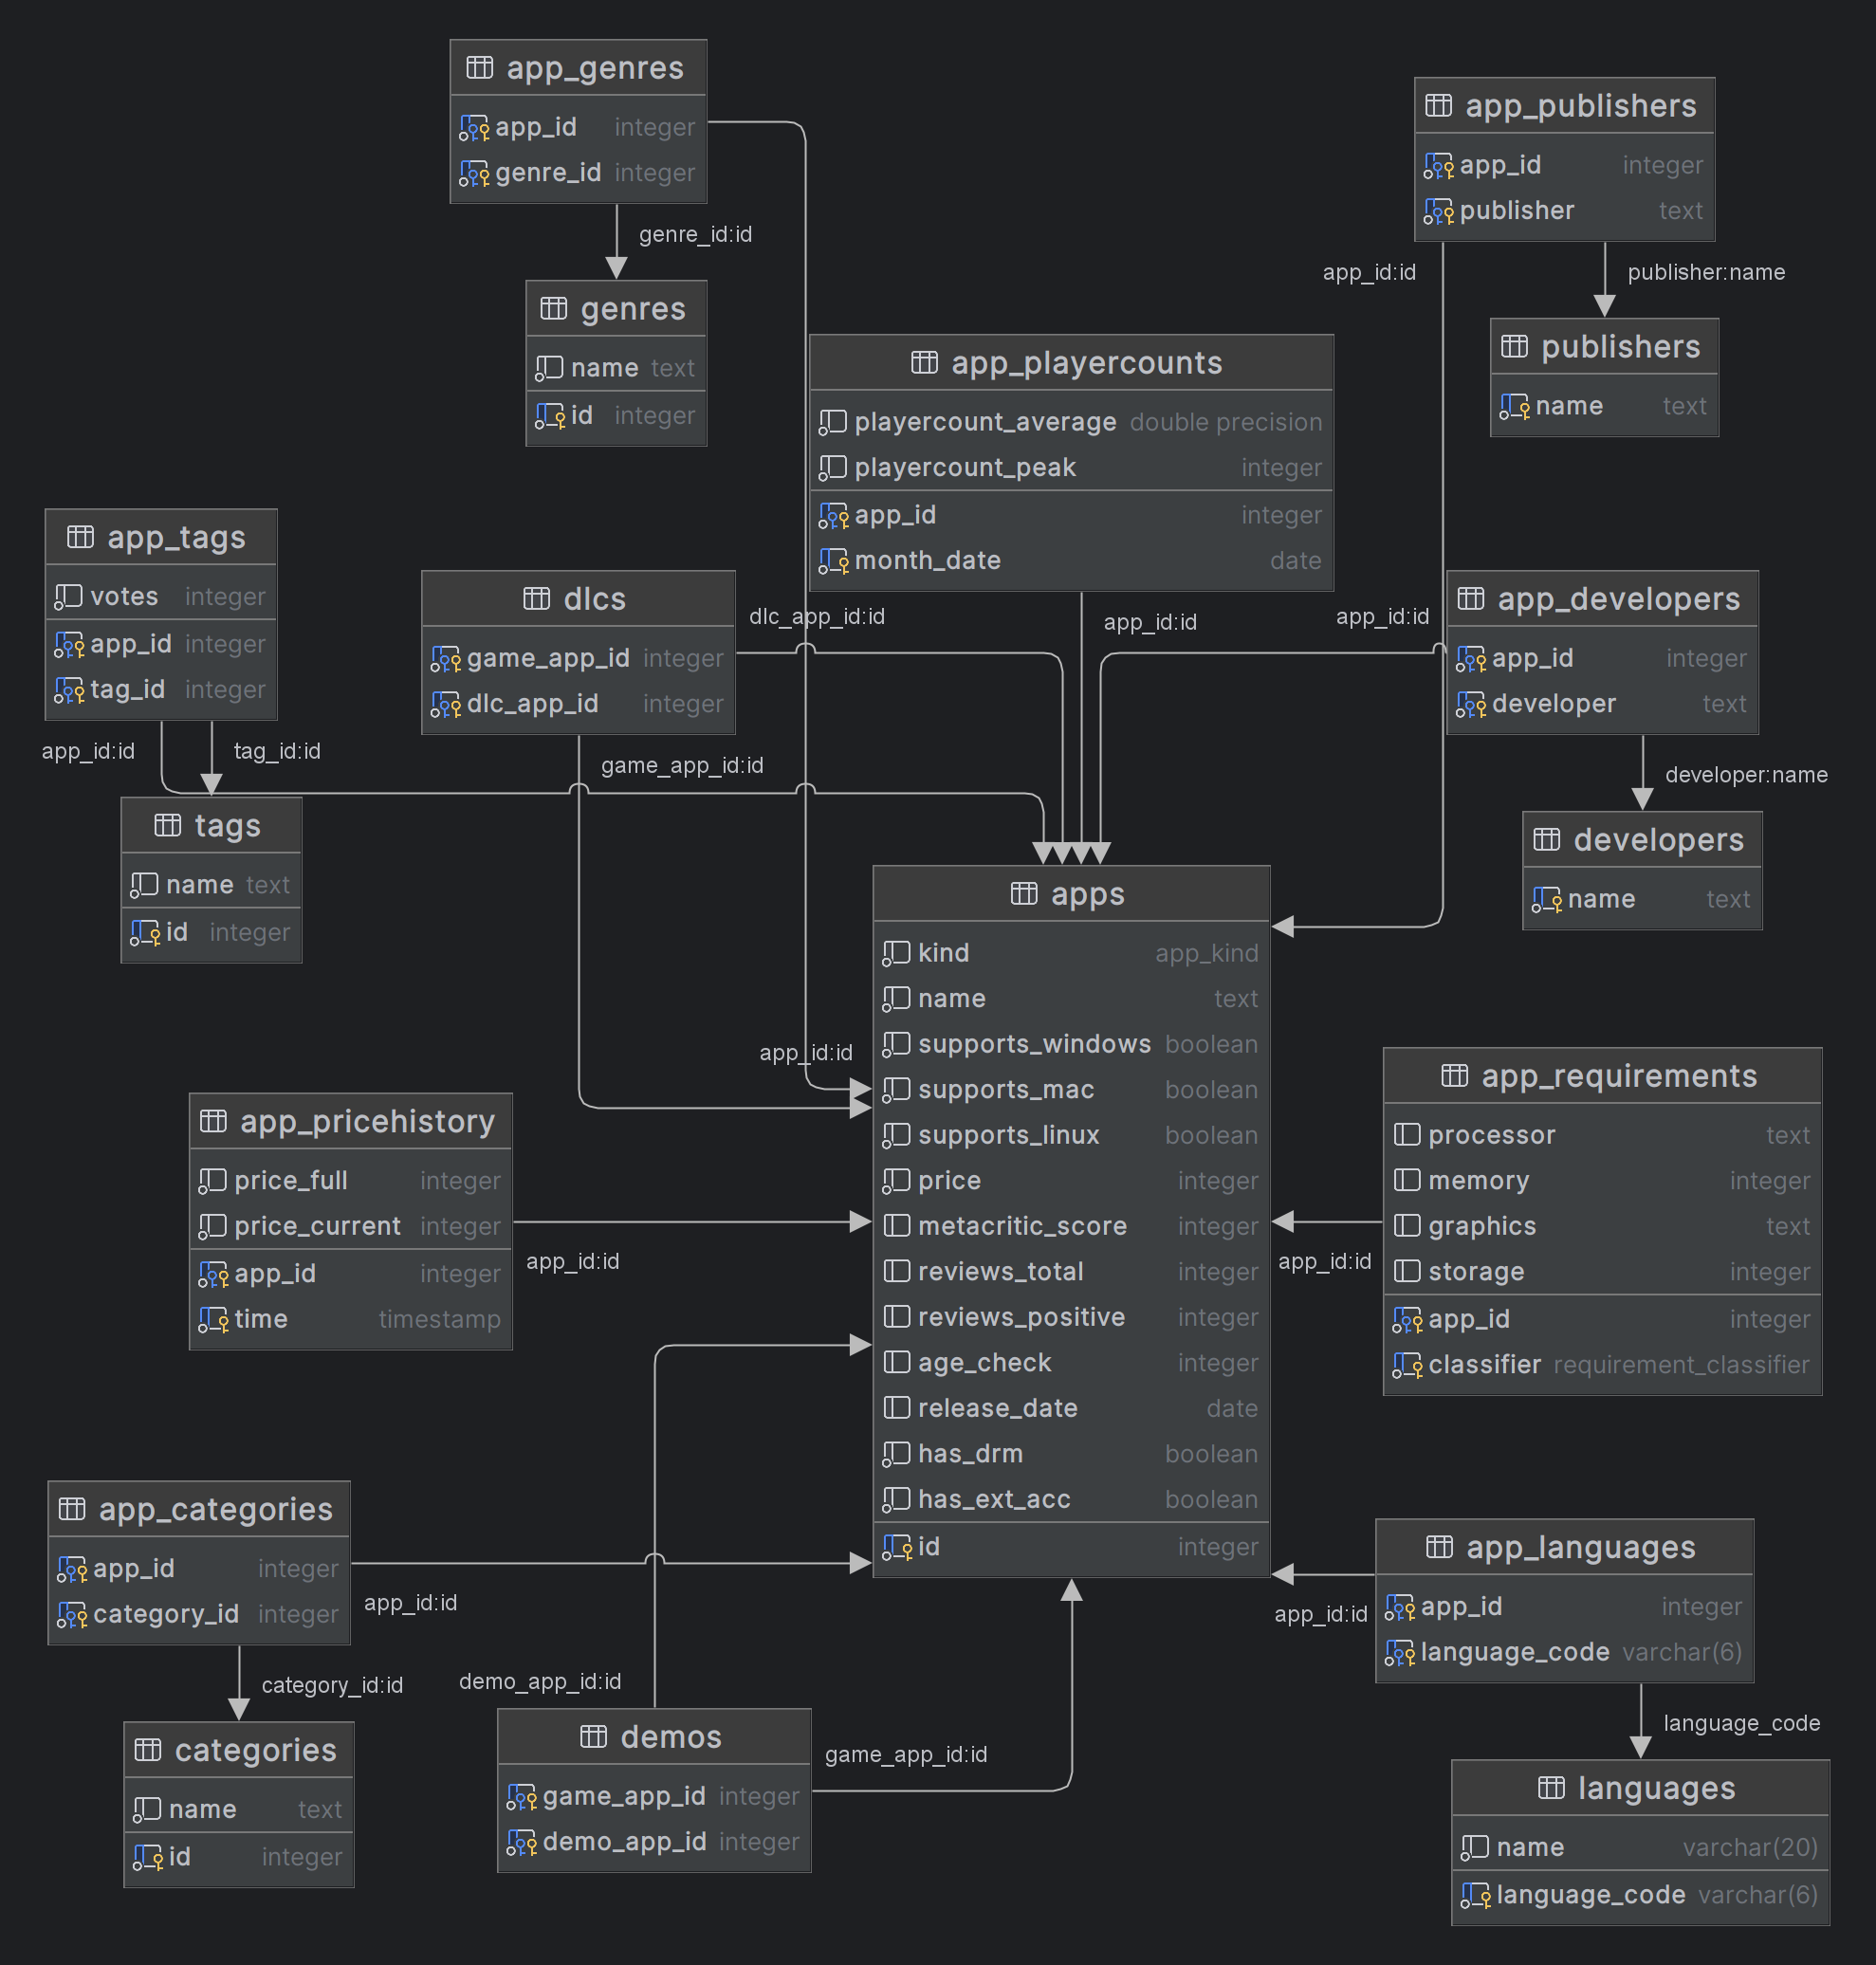 app_genres
app_id integer
genre_id integer
genre_id:id
genres
name text
id integer
app_publishers
app_id integer
publisher text
app_id:id
publisher:name
publishers
name text
app_playercounts
playercount_average double precision
playercount_peak integer
app_id integer
month_date date
app_id:id
app_tags
votes integer
app_id integer
tag_id integer
app_id:id
tag_id:id
tags
name text
id integer
dlcs
game_app_id integer
dlc_app_id integer
dlc_app_id:id
game_app_id:id
app_developers
app_id integer
developer text
app_id:id
developer:name
developers
name text
apps
kind app_kind
name text
supports_windows boolean
supports_mac boolean
supports_linux boolean
price integer
metacritic_score integer
reviews_total integer
reviews_positive integer
age_check integer
release_date date
has_drm boolean
has_ext_acc boolean
id integer
app_id:id
app_pricehistory
price_full integer
price_current integer
app_id integer
time timestamp
app_id:id
app_requirements
processor text
memory integer
graphics text
storage integer
app_id integer
classifier requirement_classifier
app_id:id
app_categories
app_id integer
category_id integer
app_id:id
category_id:id
categories
name text
id integer
demo_app_id:id
demos
game_app_id integer
demo_app_id integer
game_app_id:id
app_languages
app_id integer
language_code varchar(6)
app_id:id
language_code
languages
name varchar(20)
language_code varchar(6)